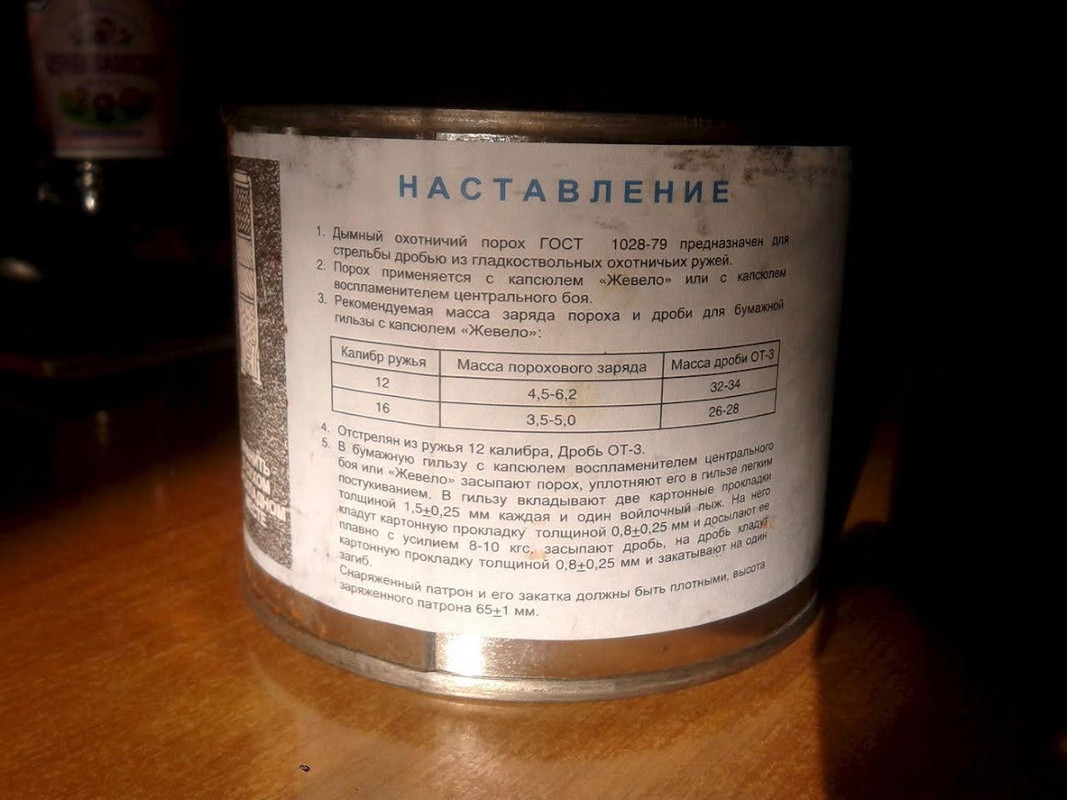 НАСТАВЛЕНИЕ
1. Дымный охотничий порох ГОСТ 1028-79 предназначен для
стрельбы дробью из гладкоствольных охотничьих ружей.
2. Порох применяется с капсюлем «Жевело» или с капсюлем
воспламенителем центрального боя.
3. Рекомендуемая масса заряда пороха и дроби для бумажной
гильзы с капсюлем «Жевело»:
Калибр ружья Масса порохового заряда Масса дроби ОТ-3
12 4,5-6,2 32-34
16 3,5-5,0 26-28
4. Отстрелян из ружья 12 калибра, Дробь ОТ-3.
5. В бумажную гильзу с капсюлем воспламенителем центрального
боя или «Жевело» засыпают порох, уплотняют его в гильзе легким
постукиванием. В гильзу вкладывают две картонные прокладки
толщиной 1,5±0,25 мм каждая и один войлочный пыж. На него
кладут картонную прокладку толщиной 0,8±0,25 мм и досылают ее
плавно с усилием 8-10 кгс, засыпают дробь, на дробь кладут
картонную прокладку толщиной 0,8±0,25 мм и закатывают на один
загиб.
Снаряженный патрон и его закатка должны быть плотными, высота
заряженного патрона 65±1 мм.